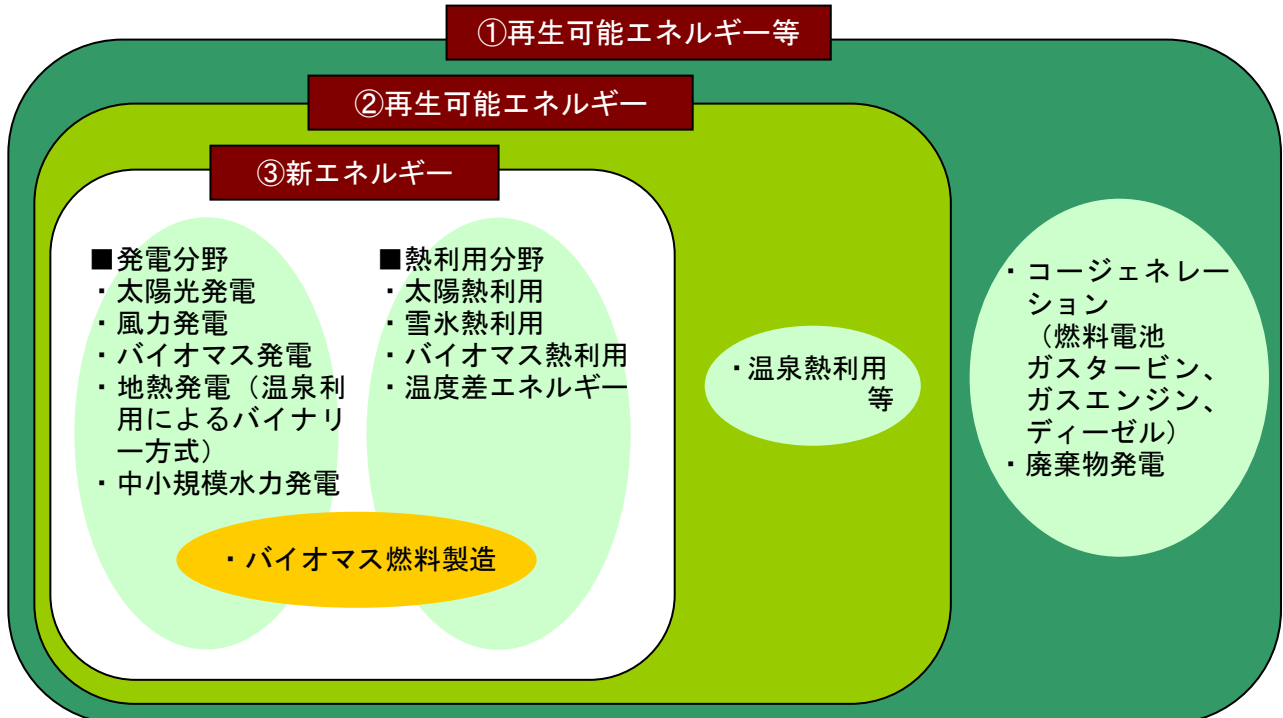 ①再生可能エネルギー等
②再生可能エネルギー
③新エネルギー
■発電分野
・太陽光発電
・風力発電
・バイオマス発電
・地熱発電（温泉利
用によるバイナリ
ー方式）
・中小規模水力発電
■熱利用分野
・太陽熱利用
・雪氷熱利用
・バイオマス熱利用
・温度差エネルギー
・バイオマス燃料製造
・温泉熱利用
等
・コージェネレー
ション
（燃料電池
ガスタービン、
ガスエンジン、
ディーゼル）
・廃棄物発電